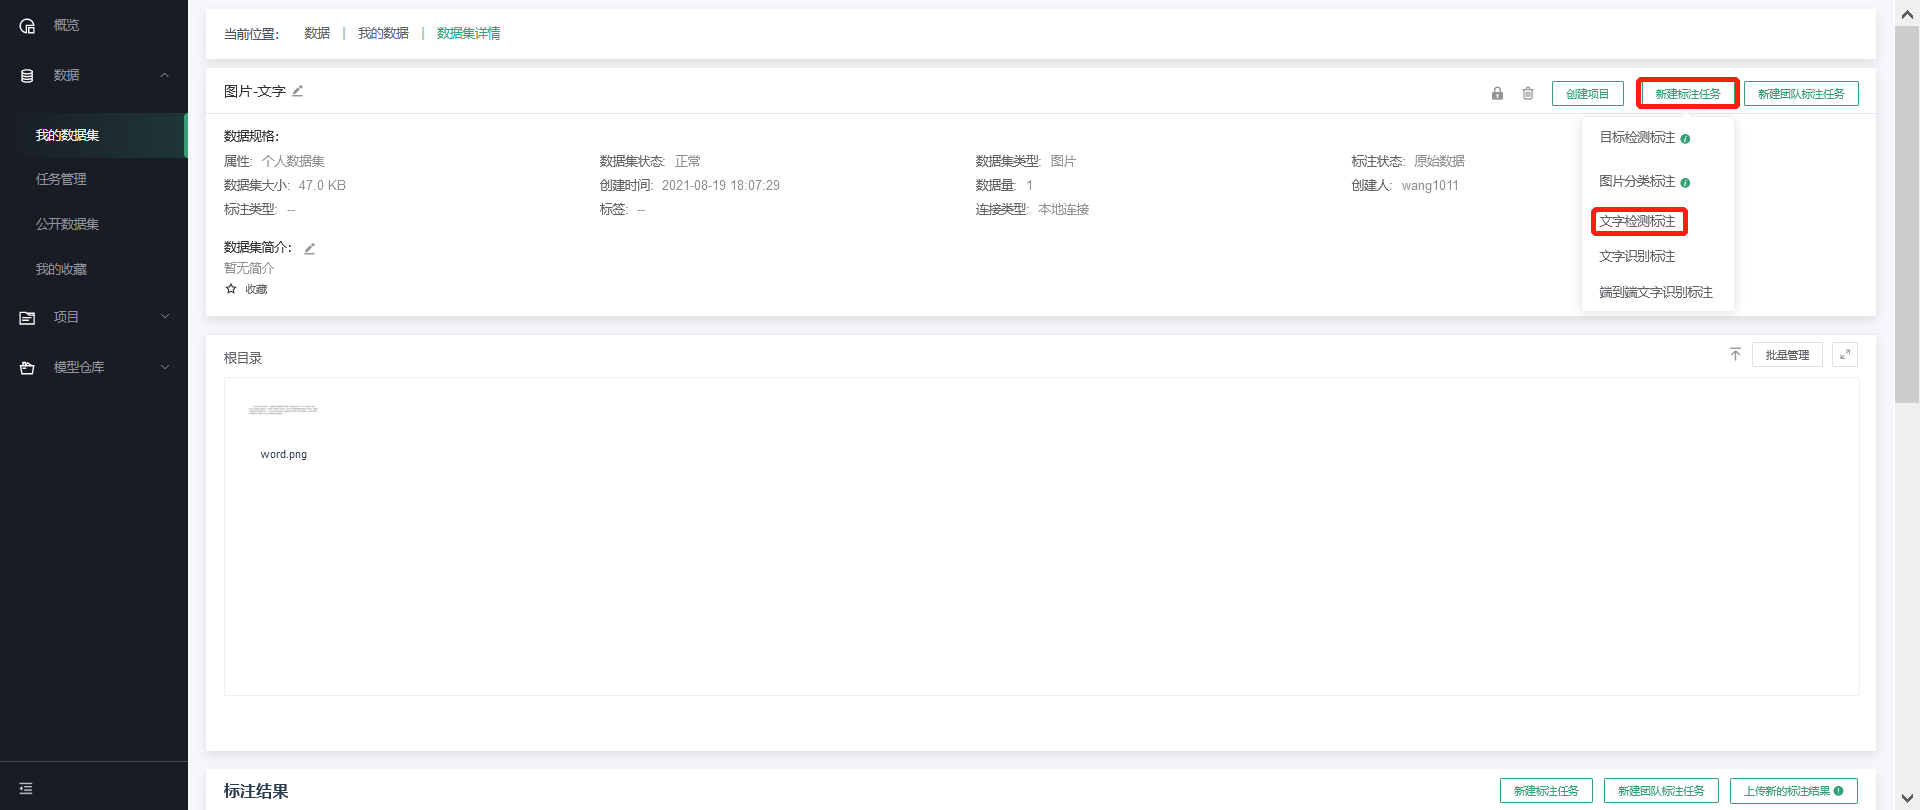 概览
数据
我的数据集
任务管理
公开数据集
我的收藏
项目
模型仓库
当前位置: 数据 | 我的数据 | 数据集详情
图片-文字
创建项目 新建标注任务 新建团队标注任务
目标检测标注
图片分类标注
文字检测标注
文字识别标注
端到端文字识别标注
数据规格:
属性: 个人数据集 数据集状态: 正常 数据集类型: 图片 标注状态: 原始数据
数据集大小: 47.0 KB 创建时间: 2021-08-19 18:07:29 数据量: 1 创建人: wang1011
标注类型: -- 标签: -- 连接类型: 本地连接
数据集简介:
暂无简介
收藏
根目录 批量管理
word.png
标注结果 新建标注任务 新建团队标注任务 上传新的标注结果